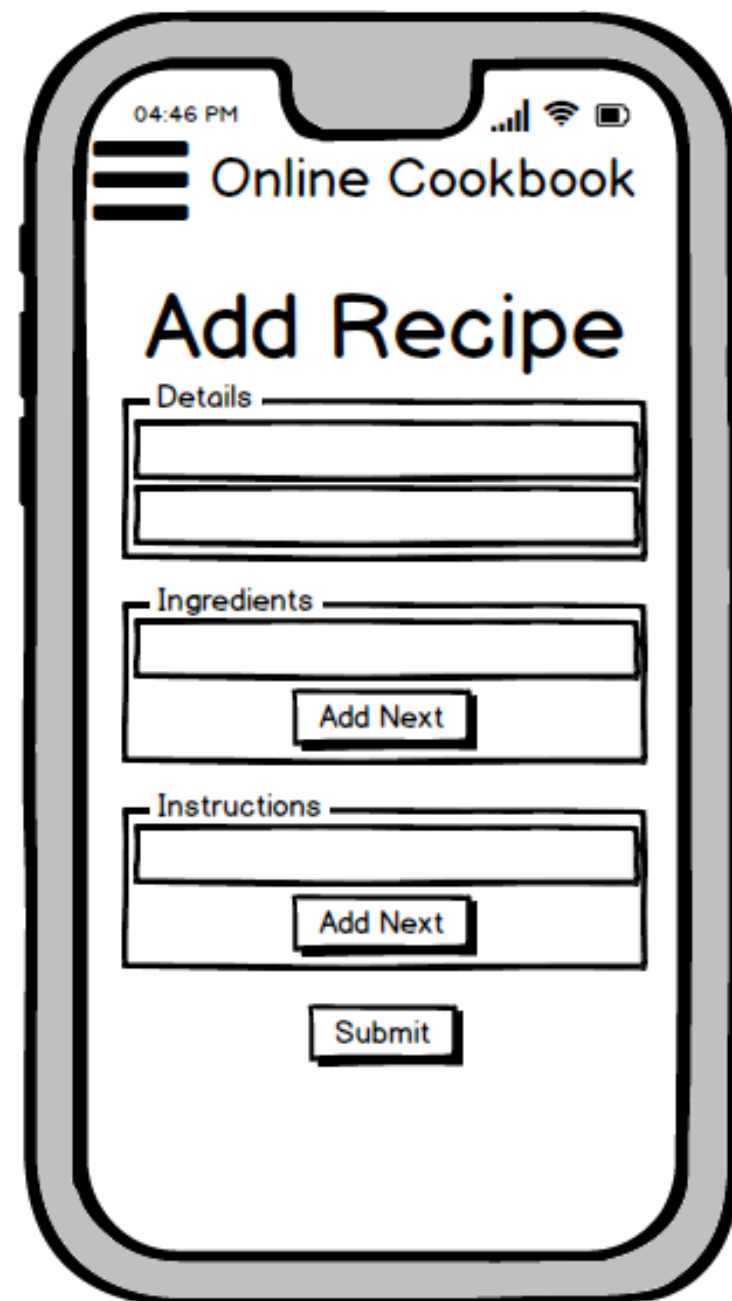 04:46 PM
Online Cookbook
Add Recipe
Details
Ingredients
Add Next
Instructions
Add Next
Submit